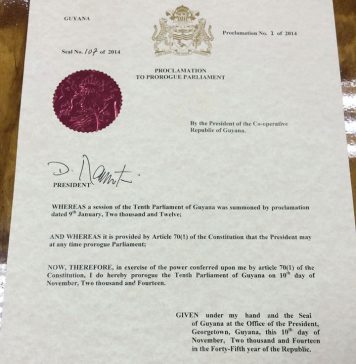 GUYANA
Proclamation No. 1 of 2014
Seal No. 107 of 2014
PROCLAMATION
TO PROROGUE PARLIAMENT
By the President of the Co-operative
Republic of Guyana.
PRESIDENT
WHEREAS a session of the Tenth Parliament of Guyana was summoned by proclamation
dated 9th January, Two thousand and Twelve;
AND WHEREAS it is provided by Article 70(1) of the Constitution that the President may
at any time prorogue Parliament;
NOW, THEREFORE, in exercise of the power conferred upon me by article 70(1) of the
Constitution, I do hereby prorogue the Tenth Parliament of Guyana on 10th day of
November, Two thousand and Fourteen.
GIVEN under my hand and the Seal
of Guyana at the Office of the President,
Georgetown, Guyana, this 10th day of
November, Two thousand and Fourteen
in the Forty-Fifth year of the Republic.